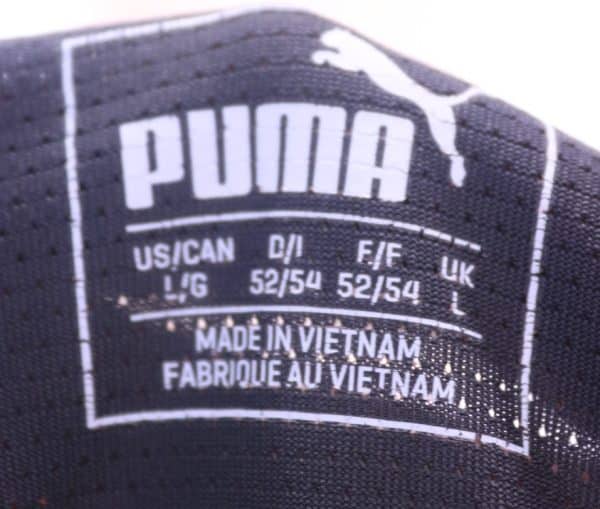 PUMA
US/CAN D/I F/F UK
L/G 52/54 52/54 L
MADE IN VIETNAM
FABRIQUE AU VIETNAM